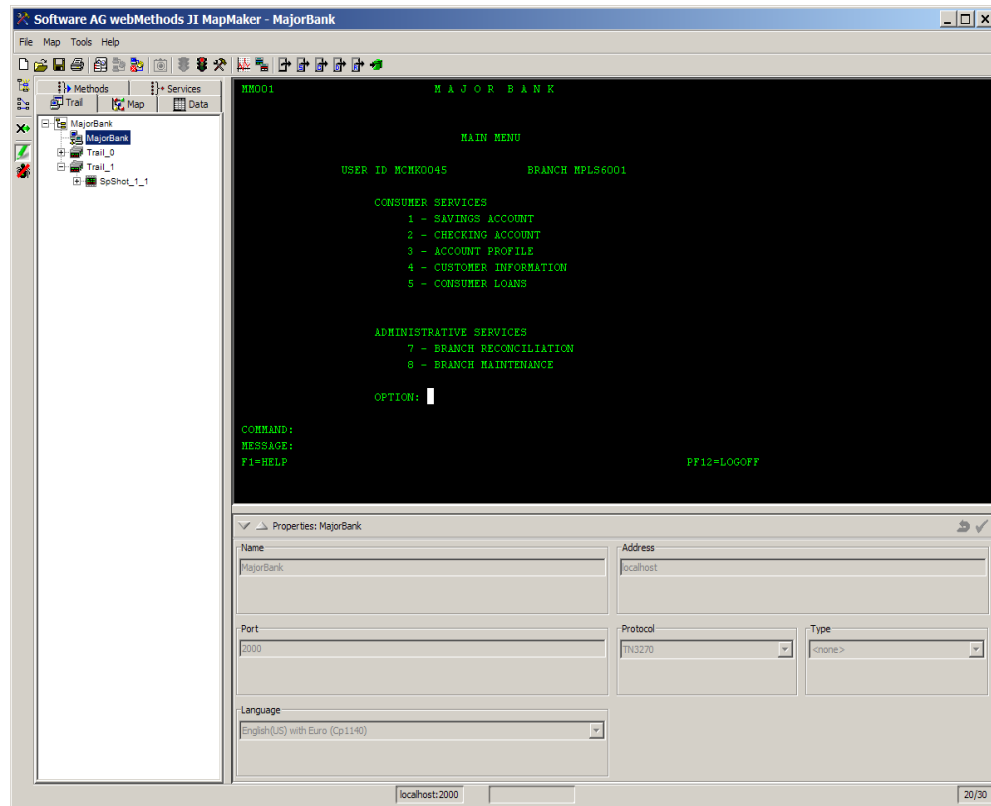 Software AG webMethods JI MapMaker - MajorBank
File Map Tools Help
Methods Services
Trail Map Data
MajorBank
MajorBank
Trail_0
Trail_1
SpShot_1_1
MM001 M A J O R B A N K
MAIN MENU
USER ID MCMK0045 BRANCH MPLS6001
CONSUMER SERVICES
1 - SAVINGS ACCOUNT
2 - CHECKING ACCOUNT
3 - ACCOUNT PROFILE
4 - CUSTOMER INFORMATION
5 - CONSUMER LOANS
ADMINISTRATIVE SERVICES
7 - BRANCH RECONCILIATION
8 - BRANCH MAINTENANCE
OPTION:
COMMAND:
MESSAGE:
F1=HELP PF12=LOGOFF
Properties: MajorBank
Name Address
MajorBank localhost
Port Protocol Type
2000 TN3270 <none>
Language
English(US) with Euro (Cp1140)
localhost:2000 20/30